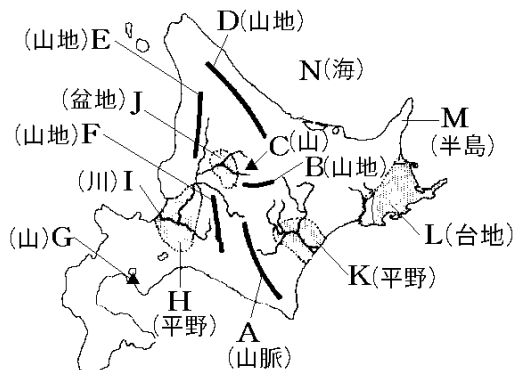 D(山地)
(山地)E
N(海)
(盆地)J
M
(半島)
(山地)F
C(山)
B(山地)
(川)I
L(台地)
(山)G
K(平野)
H
(平野)
A
(山脈)